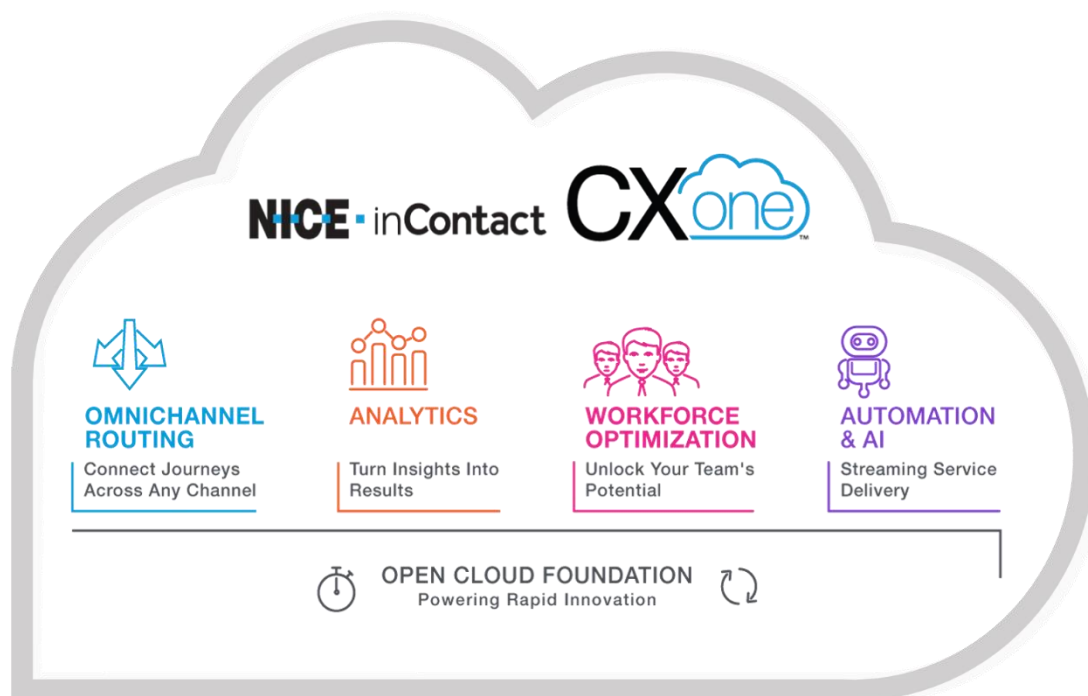 NICE inContact CXone™
OMNICHANNEL
ROUTING
Connect Journeys
Across Any Channel
ANALYTICS
Turn Insights Into
Results
WORKFORCE
OPTIMIZATION
Unlock Your Team's
Potential
AUTOMATION
& AI
Streaming Service
Delivery
OPEN CLOUD FOUNDATION
Powering Rapid Innovation